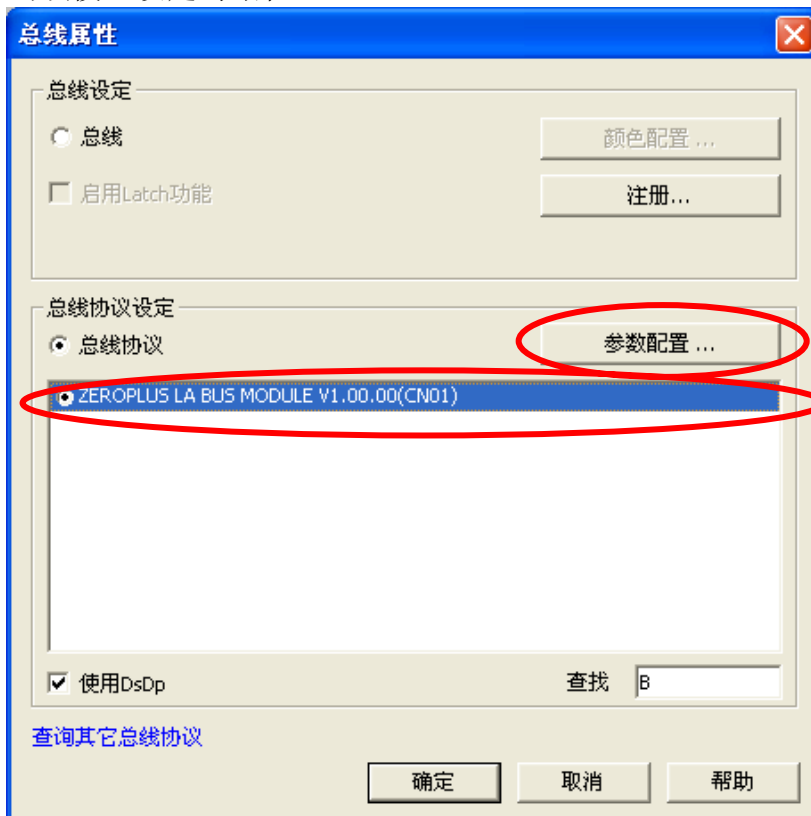 总线属性
总线设定
总线
颜色配置 ...
启用Latch功能
注册...
总线协议设定
总线协议
参数配置 ...
ZEROPLUS LA BUS MODULE V1.00.00(CN01)
使用DsDp
查找 B
查询其它总线协议
确定 取消 帮助